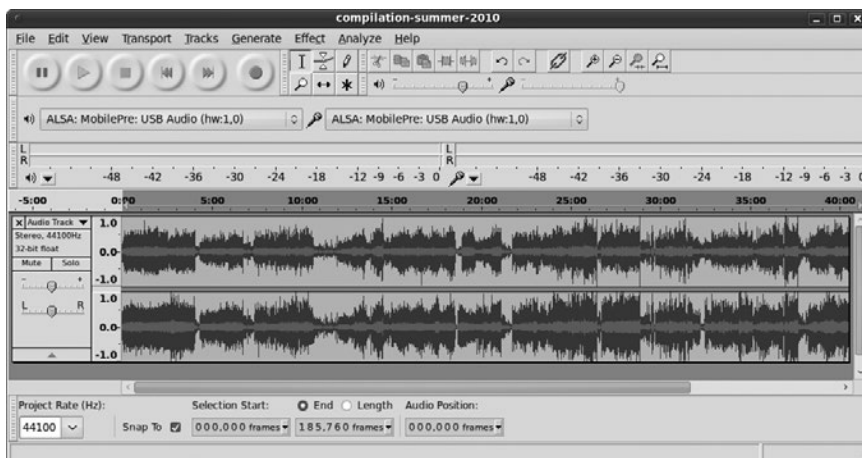 compilation-summer-2010
File Edit View Transport Tracks Generate Effect Analyze Help
ALSA: MobilePre: USB Audio (hw:1,0) ALSA: MobilePre: USB Audio (hw:1,0)
L L
R R
-48 -42 -36 -30 -24 -18 -12 -9 -6 -3 0 -48 -42 -36 -30 -24 -18 -12 -9 -6 -3 0
-5:00 0:00 5:00 10:00 15:00 20:00 25:00 30:00 35:00 40:00
X Audio Track 1.0
Stereo, 44100Hz
32-bit float 0.0
Mute Solo
- + -1.0
L R 1.0
0.0
-1.0
Project Rate (Hz): Selection Start: End Length Audio Position:
44100 Snap To 000,000 frames 185,760 frames 000,000 frames